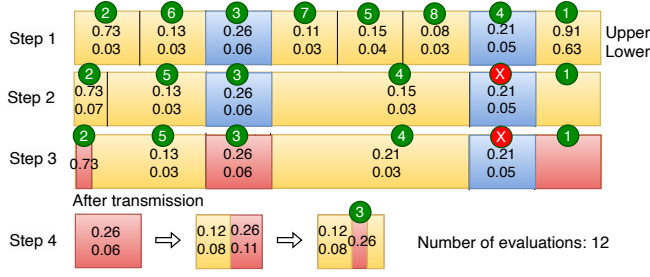 2 6 3 7 5 8 4 1
Step 1 0.73 0.13 0.26 0.11 0.15 0.08 0.21 0.91 Upper
0.03 0.03 0.06 0.03 0.04 0.03 0.05 0.63 Lower
2 5 3 4 X 1
Step 2 0.73 0.13 0.26 0.15 0.21
0.07 0.03 0.06 0.03 0.05
2 5 3 4 X 1
Step 3 0.73 0.13 0.26 0.21 0.21
0.03 0.06 0.03 0.05
After transmission
3
Step 4 0.26 0.12 0.26 0.12 0.26 Number of evaluations: 12
0.06 0.08 0.11 0.08